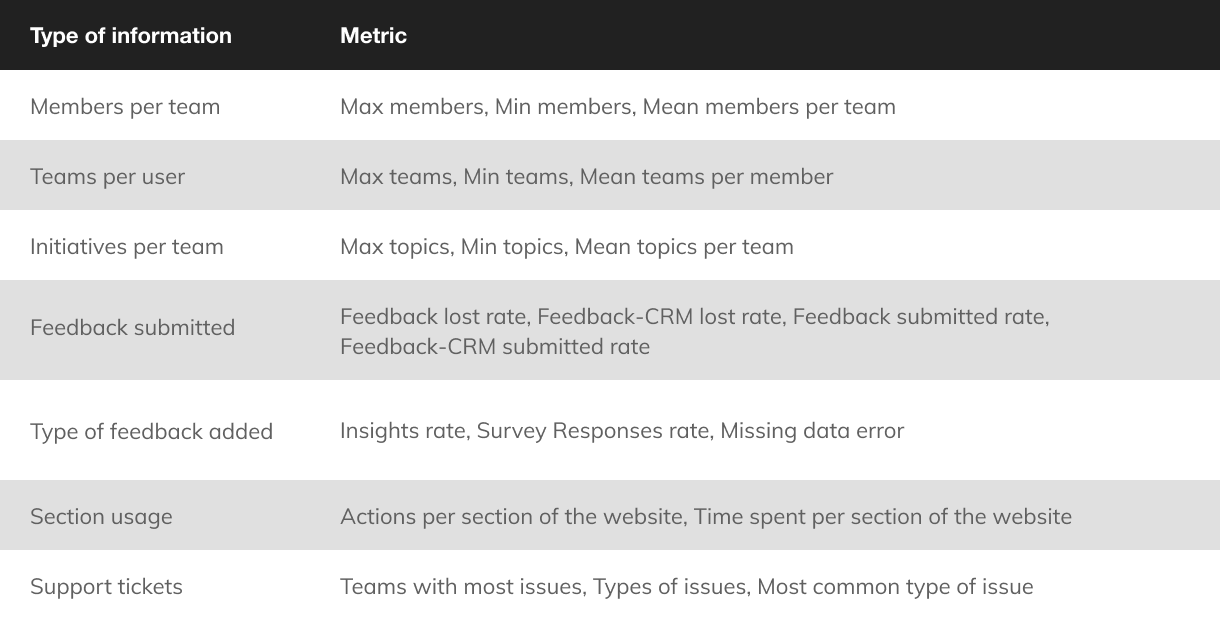 Type of information Metric
Members per team Max members, Min members, Mean members per team
Teams per user Max teams, Min teams, Mean teams per member
Initiatives per team Max topics, Min topics, Mean topics per team
Feedback submitted Feedback lost rate, Feedback-CRM lost rate, Feedback submitted rate,
Feedback-CRM submitted rate
Type of feedback added Insights rate, Survey Responses rate, Missing data error
Section usage Actions per section of the website, Time spent per section of the website
Support tickets Teams with most issues, Types of issues, Most common type of issue